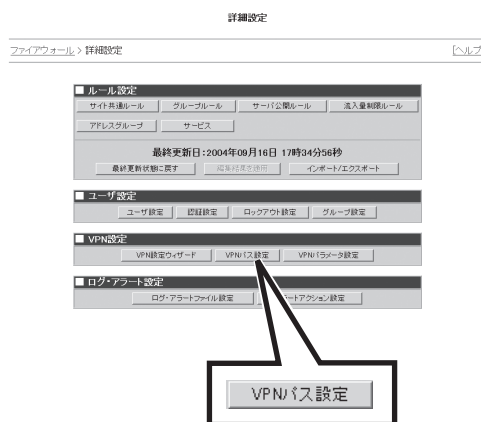 詳細設定
ファイアウォール > 詳細設定 [ヘルプ
■ ルール設定
サイト共通ルール グループルール サーバ公開ルール 流入量制限ルール
アドレスグループ サービス
最終更新日:2004年09月16日 17時34分56秒
最終更新状態に戻す 編集結果を適用 インポート/エクスポート
■ ユーザ設定
ユーザ設定 認証設定 ロックアウト設定 グループ設定
■ VPN設定
VPN設定ウィザード VPNパス設定 VPNパラメータ設定
■ ログ・アラート設定
ログ・アラートファイル設定 ートアクション設定
VPNパス設定